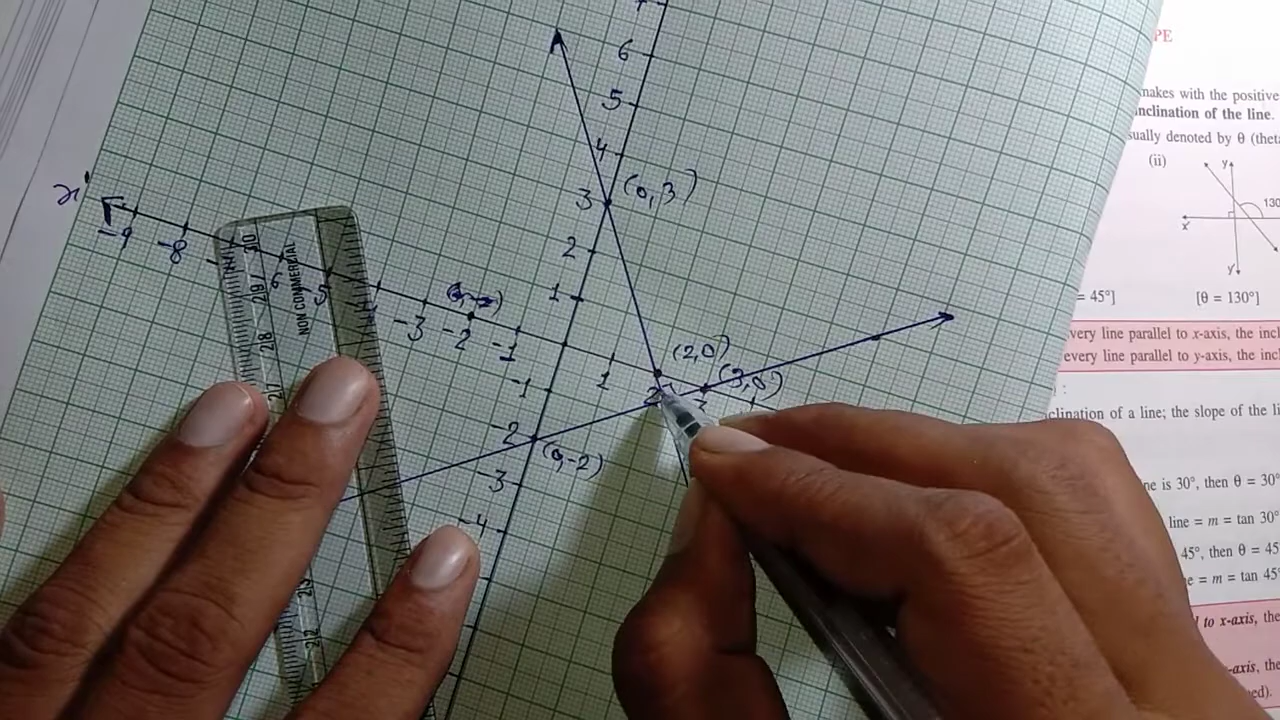 6
5
4
3 (0,3)
2
1
x'
-9 -8
-3 -2 -1
1 2
(2,0)
(3,0)
-1
-2 (0,-2)
-3
-4
30
29
28
27
NON COMMERCIAL
PE
makes with the positive
inclination of the line.
sually denoted by θ (theta
(ii)
Y
130
X'
Y'
= 45°] [θ = 130°]
very line parallel to x-axis, the incl
every line parallel to y-axis, the incl
:
clination of a line; the slope of the li
ne is 30°, then θ = 30°
line = m = tan 30°
45°, then θ = 45°
e = m = tan 45°
l to x-axis, the
-axis, the
ned).